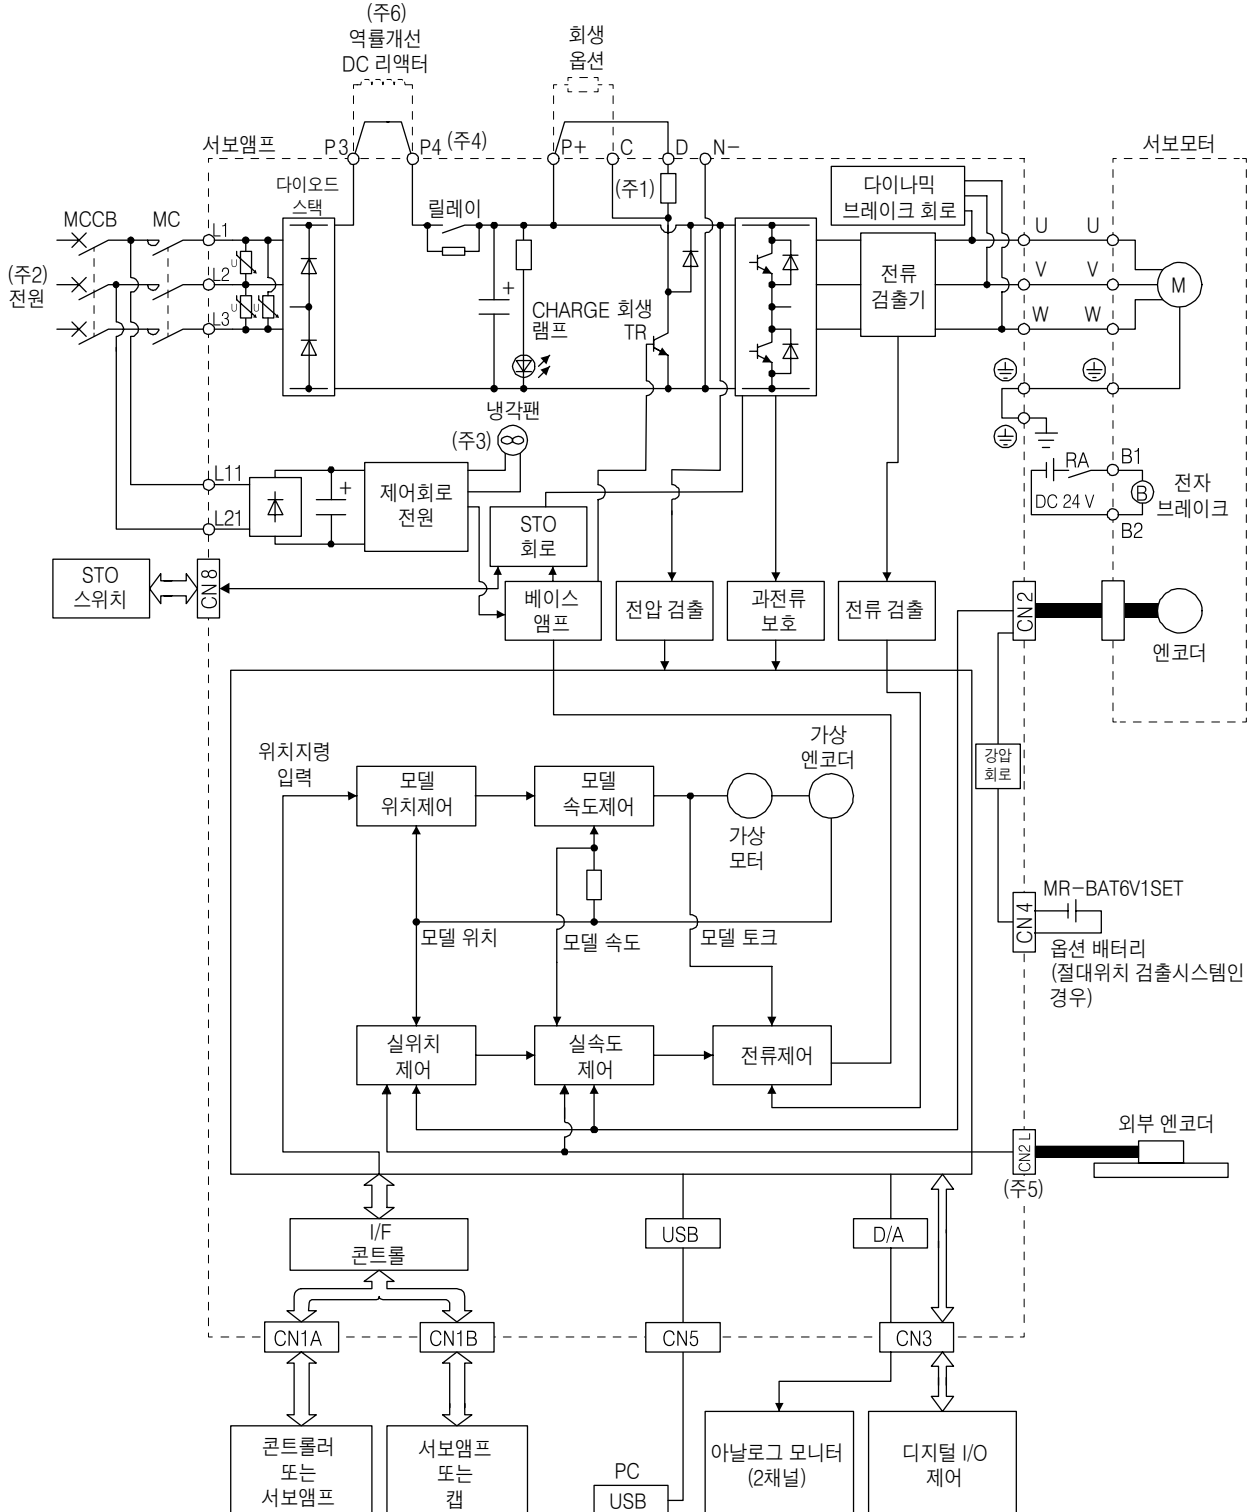 (주6)
역률개선
DC 리액터
회생
옵션
서보앰프
P3
P4
(주4)
P+
C
D
N−
서보모터
다이오드
스택
릴레이
(주1)
다이나믹
브레이크 회로
MCCB
MC
L1
U
U
(주2)
전원
U
L2
전류
검출기
V
V
M
U
U
L3
+
CHARGE
램프
회생
TR
W
W
냉각팬
(주3)
L11
+
제어회로
전원
RA
B1
DC 24 V
B
전자
브레이크
L21
STO
회로
B2
STO
스위치
CN 8
베이스
앰프
전압 검출
과전류
보호
전류 검출
CN 2
엔코더
위치지령
입력
가상
엔코더
강압
회로
모델
위치제어
모델
속도제어
가상
모터
MR−BAT6V1SET
CN 4
모델 위치
모델 속도
모델 토크
옵션 배터리
(절대위치 검출시스템인
경우)
실위치
제어
실속도
제어
전류제어
외부 엔코더
CN2 L
(주5)
I/F
콘트롤
USB
D/A
CN1A
CN1B
CN5
CN3
콘트롤러
또는
서보앰프
서보앰프
또는
캡
PC
USB
아날로그 모니터
(2채널)
디지털 I/O
제어